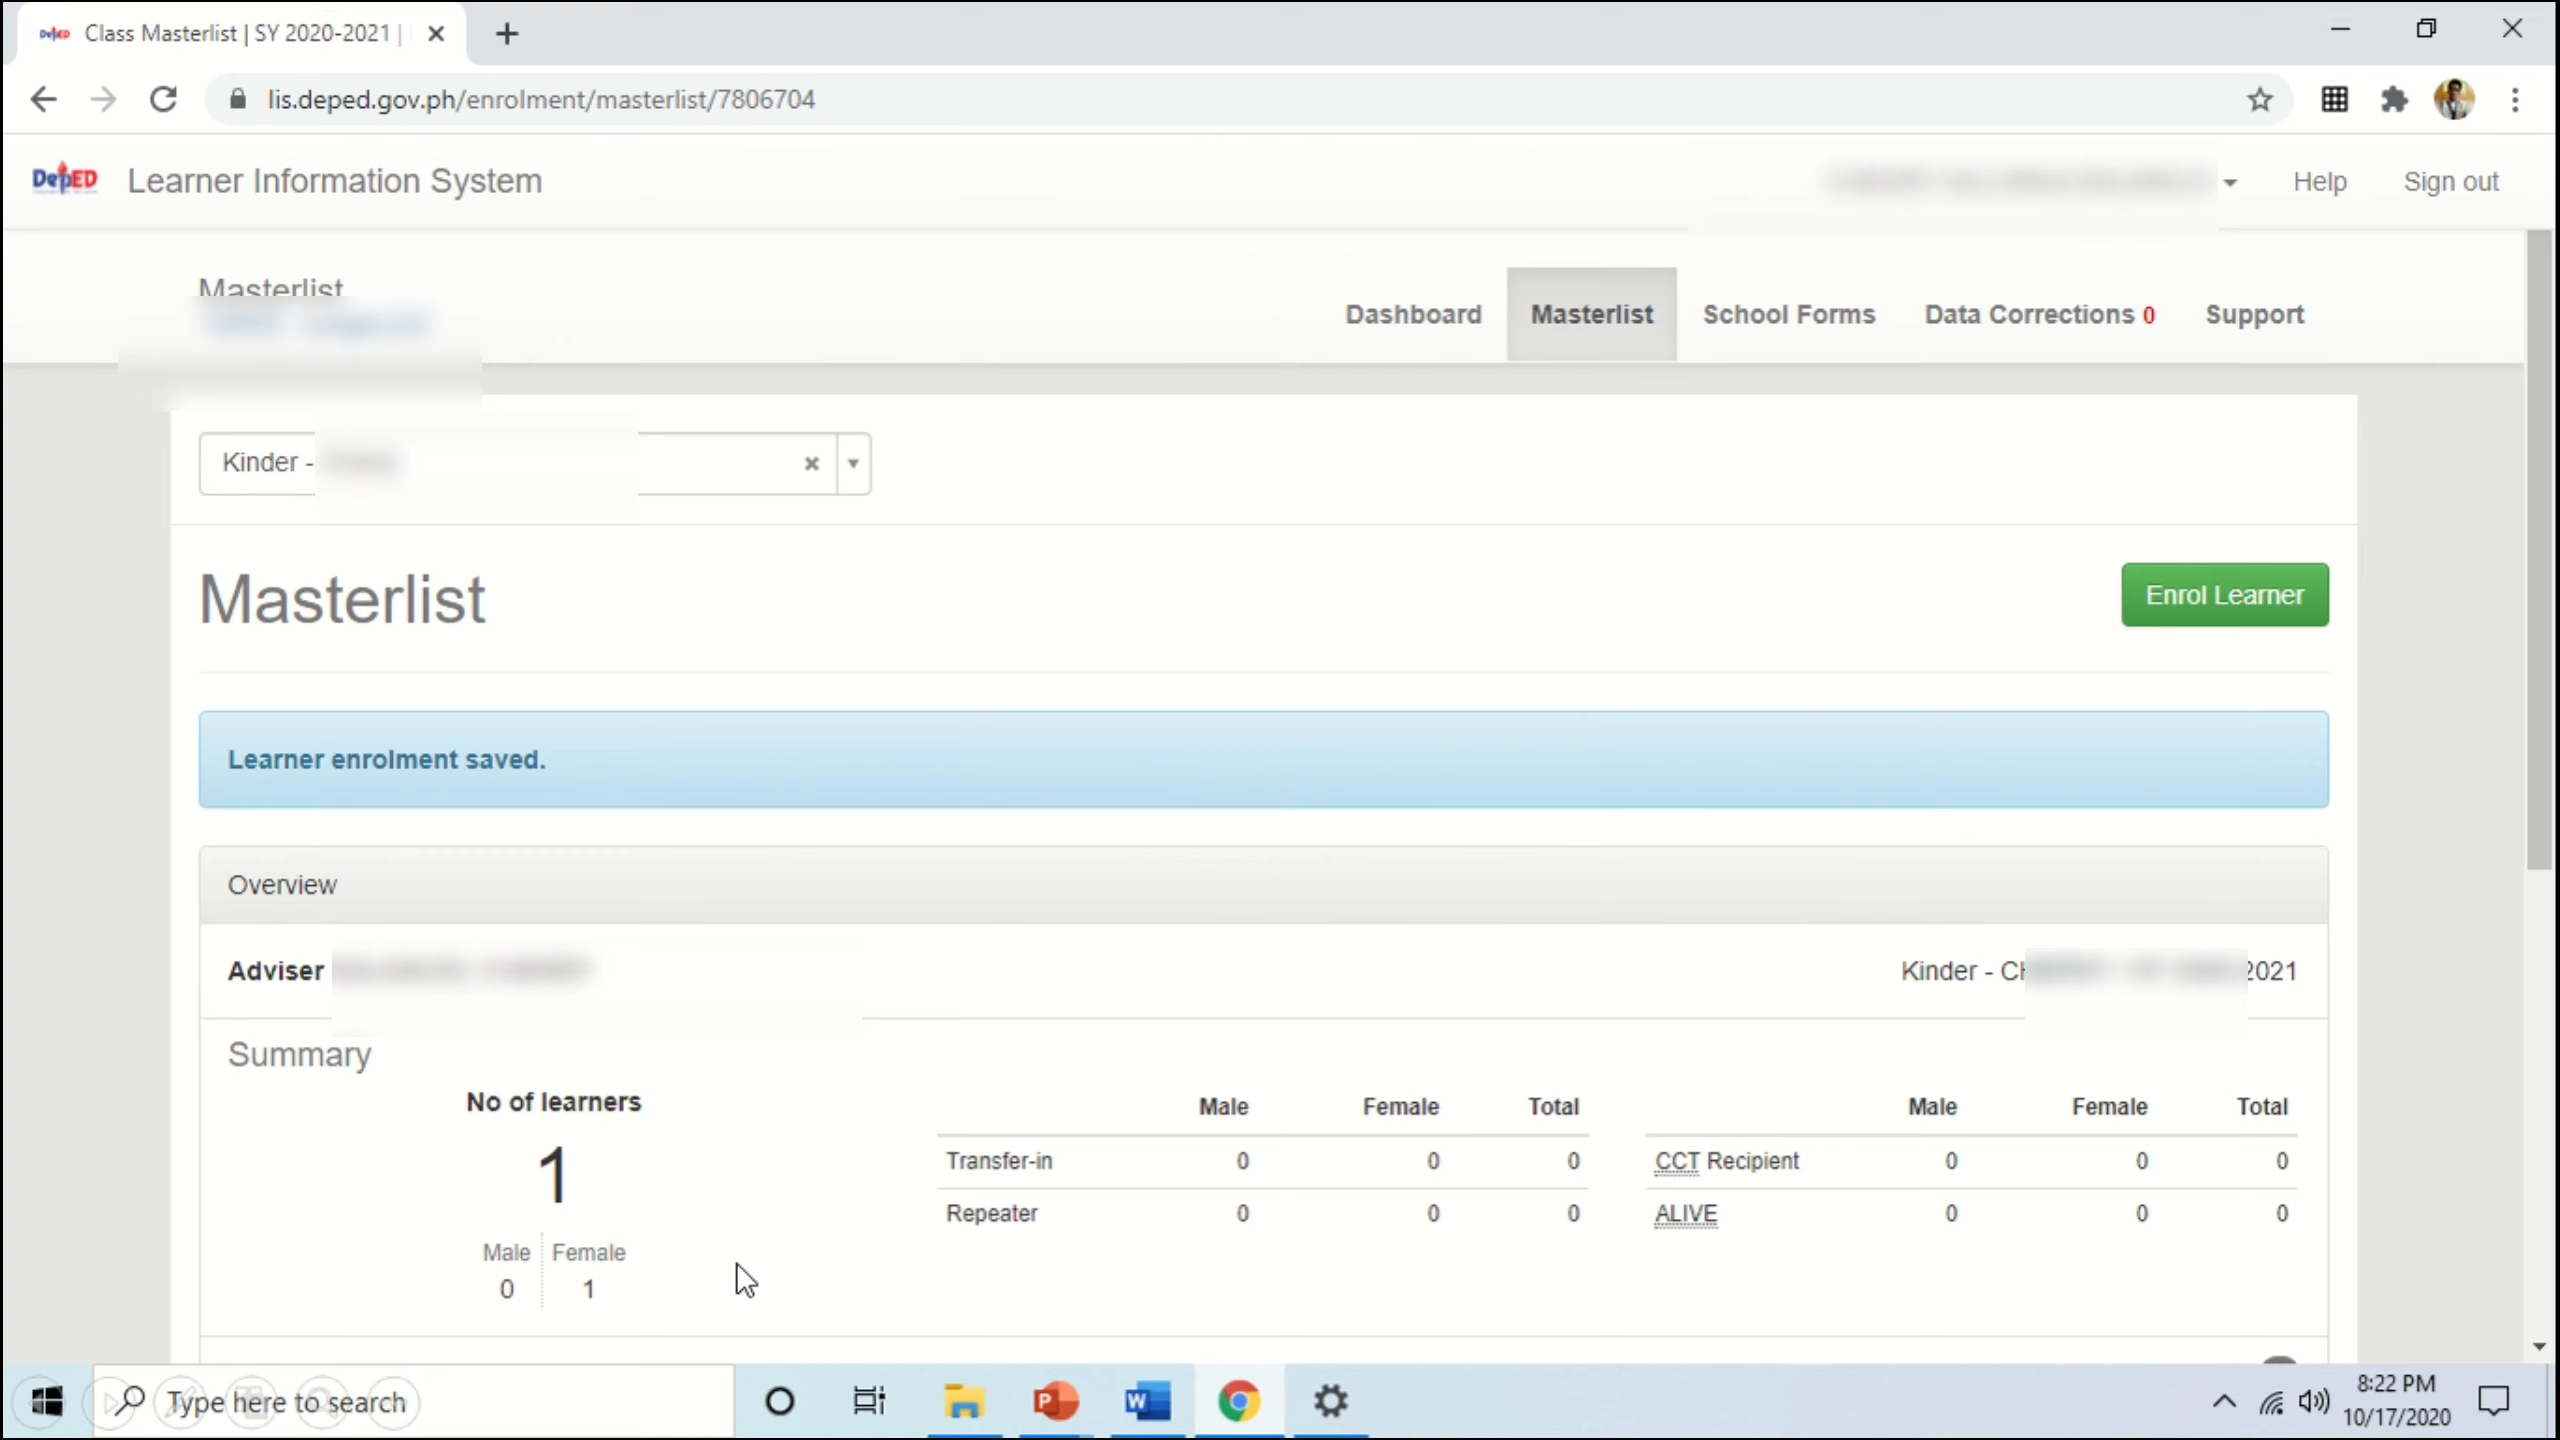 DepED Class Masterlist | SY 2020-2021 |
lis.deped.gov.ph/enrolment/masterlist/7806704
DepED Learner Information System
Help Sign out
Masterlist
Dashboard Masterlist School Forms Data Corrections 0 Support
Kinder -
Masterlist
Enrol Learner
Learner enrolment saved.
Overview
Adviser
Kinder - CH 2021
Summary
No of learners
1
Male Female
0 1
Male Female Total
Transfer-in 0 0 0
Repeater 0 0 0
Male Female Total
CCT Recipient 0 0 0
ALIVE 0 0 0
Type here to search
8:22 PM
10/17/2020